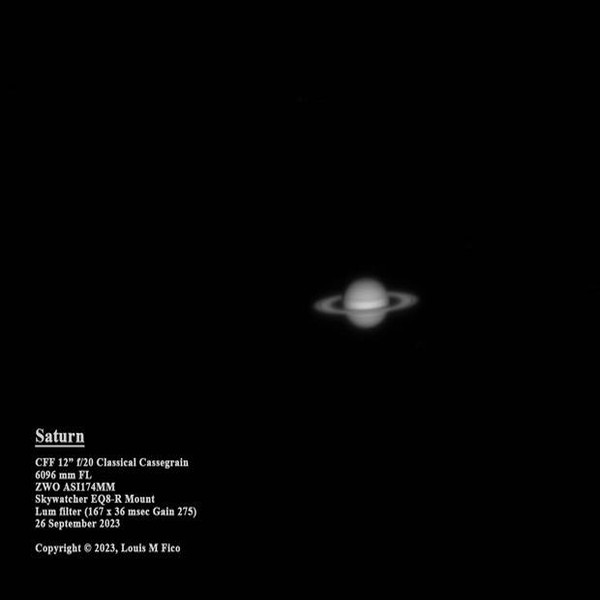 Saturn
CFF 12” f/20 Classical Cassegrain
6096 mm FL
ZWO ASI174MM
Skywatcher EQ8-R Mount
Lum filter (167 x 36 msec Gain 275)
26 September 2023
Copyright © 2023, Louis M Fico